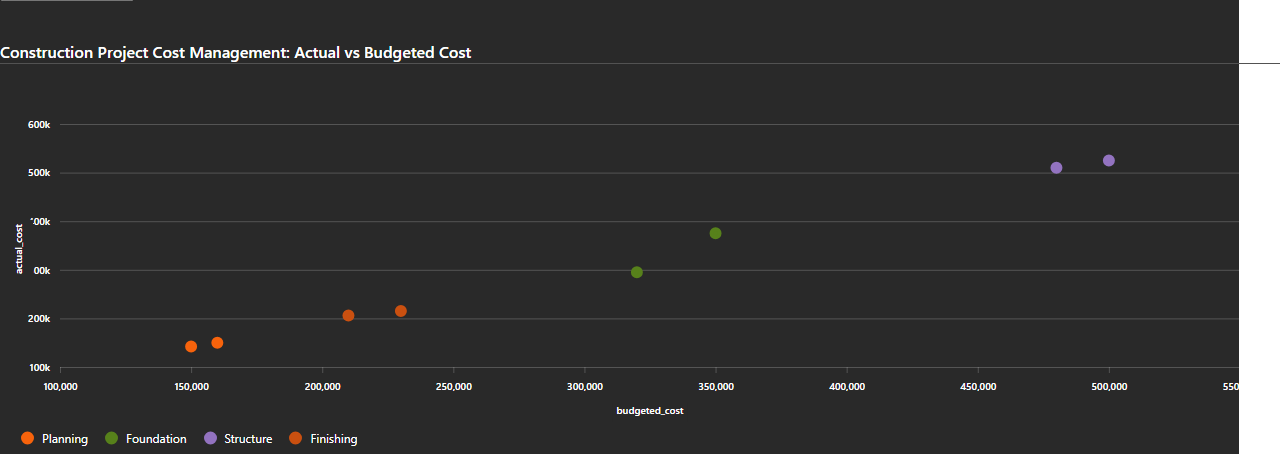 Construction Project Cost Management: Actual vs Budgeted Cost
600k
500k
00k
00k
200k
100k
actual_cost
100,000 150,000 200,000 250,000 300,000 350,000 400,000 450,000 500,000 550
budgeted_cost
Planning Foundation Structure Finishing